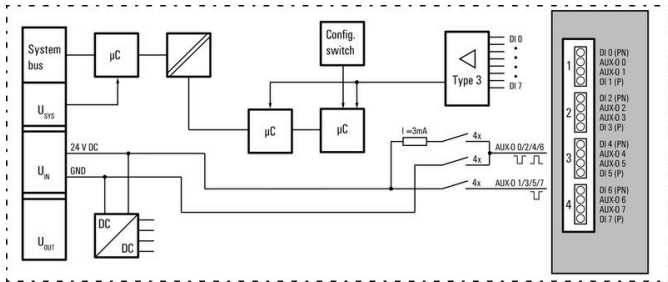 System
bus
µC
U_SYS
U_IN
U_OUT
24 V DC
GND
DC
DC
Config.
switch
µC
µC
DI 0
DI 7
Type 3
I =3mA
4x
4x
4x
AUX-O 0/2/4/6
AUX-O 1/3/5/7
1
DI 0 (PN)
AUX-O 0
AUX-O 1
DI 1 (P)
2
DI 2 (PN)
AUX-O 2
AUX-O 3
DI 3 (P)
3
DI 4 (PN)
AUX-O 4
AUX-O 5
DI 5 (P)
4
DI 6 (PN)
AUX-O 6
AUX-O 7
DI 7 (P)